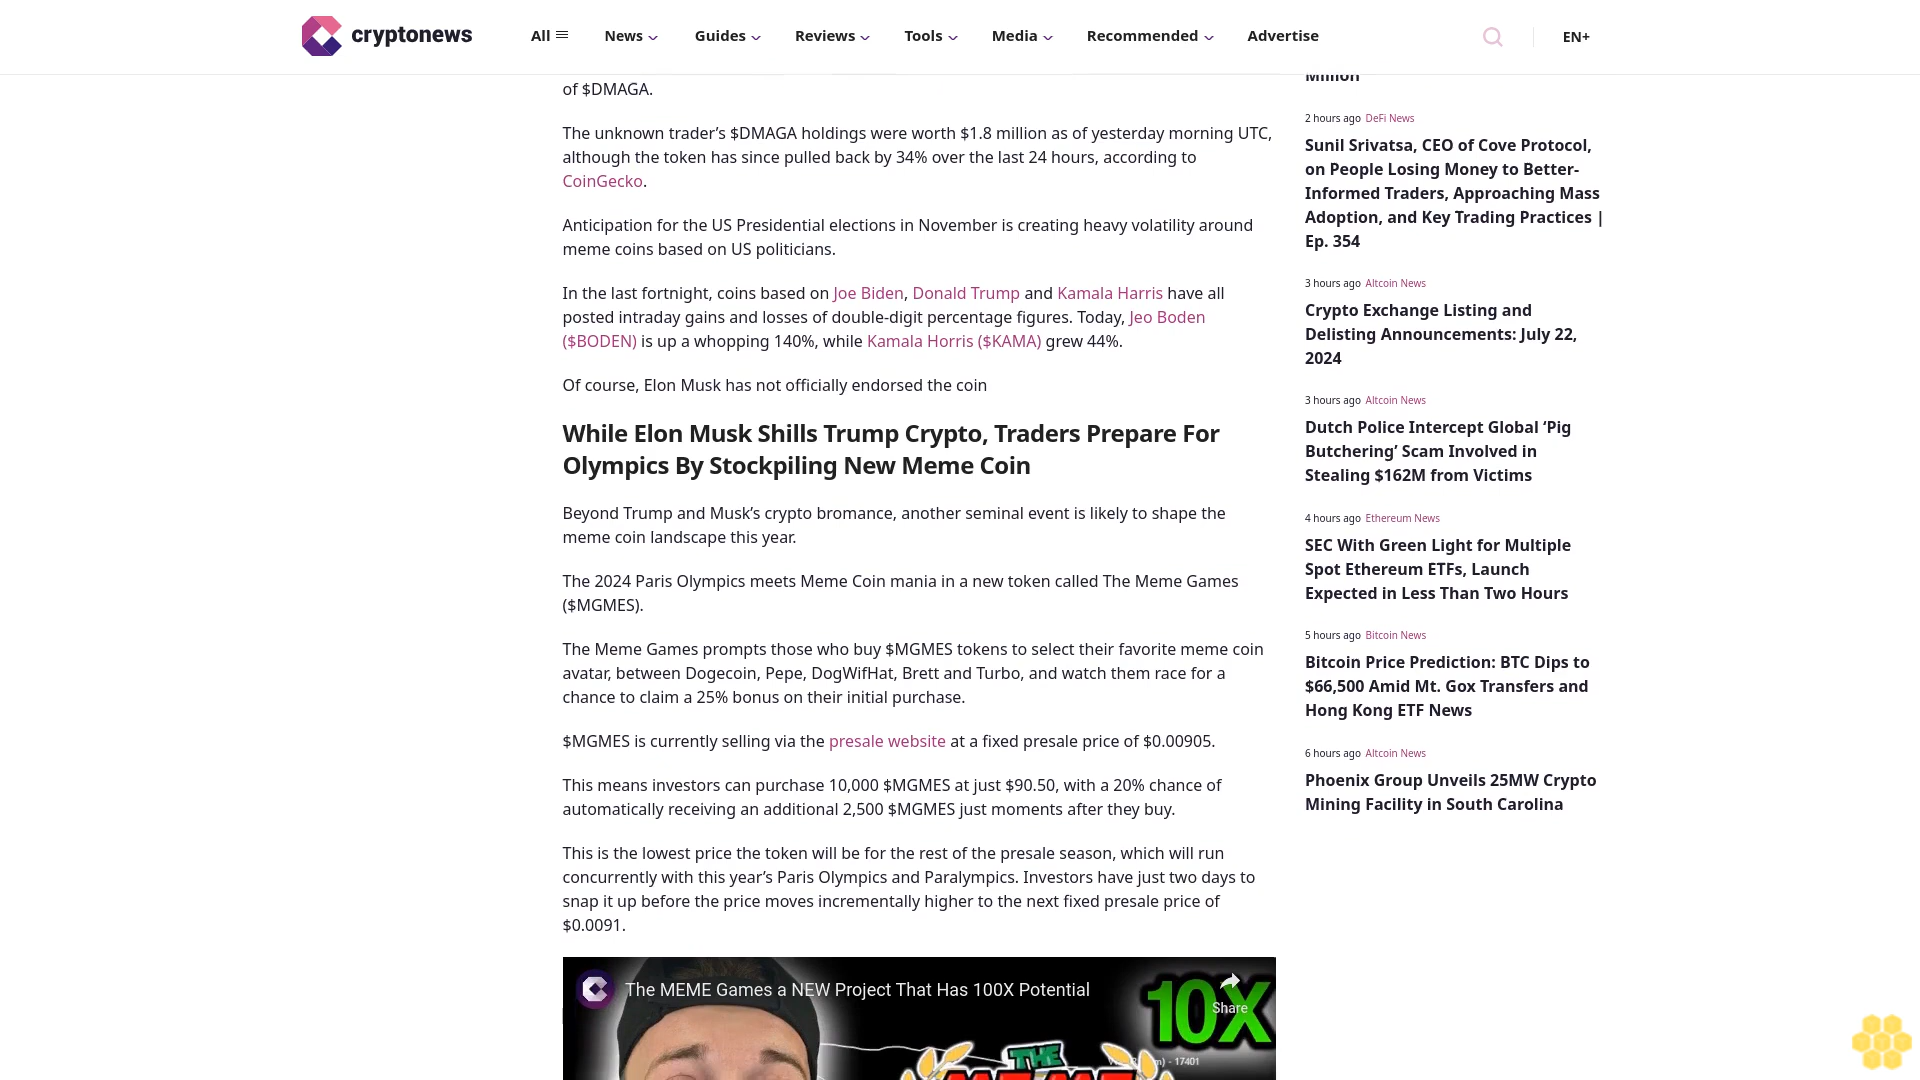 cryptonews
All
News
Guides
Reviews
Tools
Media
Recommended
Advertise
EN+
of $DMAGA.
The unknown trader’s $DMAGA holdings were worth $1.8 million as of yesterday morning UTC,
although the token has since pulled back by 34% over the last 24 hours, according to
CoinGecko.
Anticipation for the US Presidential elections in November is creating heavy volatility around
meme coins based on US politicians.
In the last fortnight, coins based on Joe Biden, Donald Trump and Kamala Harris have all
posted intraday gains and losses of double-digit percentage figures. Today, Jeo Boden
($BODEN) is up a whopping 140%, while Kamala Horris ($KAMA) grew 44%.
Of course, Elon Musk has not officially endorsed the coin
While Elon Musk Shills Trump Crypto, Traders Prepare For
Olympics By Stockpiling New Meme Coin
Beyond Trump and Musk’s crypto bromance, another seminal event is likely to shape the
meme coin landscape this year.
The 2024 Paris Olympics meets Meme Coin mania in a new token called The Meme Games
($MGMES).
The Meme Games prompts those who buy $MGMES tokens to select their favorite meme coin
avatar, between Dogecoin, Pepe, DogWifHat, Brett and Turbo, and watch them race for a
chance to claim a 25% bonus on their initial purchase.
$MGMES is currently selling via the presale website at a fixed presale price of $0.00905.
This means investors can purchase 10,000 $MGMES at just $90.50, with a 20% chance of
automatically receiving an additional 2,500 $MGMES just moments after they buy.
This is the lowest price the token will be for the rest of the presale season, which will run
concurrently with this year’s Paris Olympics and Paralympics. Investors have just two days to
snap it up before the price moves incrementally higher to the next fixed presale price of
$0.0091.
The MEME Games a NEW Project That Has 100X Potential
Share
10X
- 17401
THE
MEME
Million
2 hours ago DeFi News
Sunil Srivatsa, CEO of Cove Protocol,
on People Losing Money to Better-
Informed Traders, Approaching Mass
Adoption, and Key Trading Practices |
Ep. 354
3 hours ago Altcoin News
Crypto Exchange Listing and
Delisting Announcements: July 22,
2024
3 hours ago Altcoin News
Dutch Police Intercept Global ‘Pig
Butchering’ Scam Involved in
Stealing $162M from Victims
4 hours ago Ethereum News
SEC With Green Light for Multiple
Spot Ethereum ETFs, Launch
Expected in Less Than Two Hours
5 hours ago Bitcoin News
Bitcoin Price Prediction: BTC Dips to
$66,500 Amid Mt. Gox Transfers and
Hong Kong ETF News
6 hours ago Altcoin News
Phoenix Group Unveils 25MW Crypto
Mining Facility in South Carolina